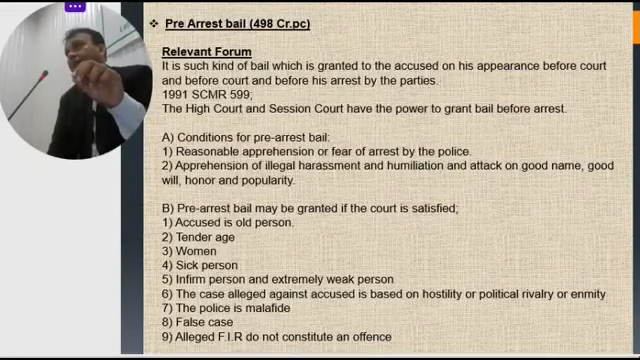 ❖ Pre Arrest bail (498 Cr.pc)
Relevant Forum
It is such kind of bail which is granted to the accused on his appearance before court
and before court and before his arrest by the parties.
1991 SCMR 599;
The High Court and Session Court have the power to grant bail before arrest.
A) Conditions for pre-arrest bail:
1) Reasonable apprehension or fear of arrest by the police.
2) Apprehension of illegal harassment and humiliation and attack on good name, good
will, honor and popularity.
B) Pre-arrest bail may be granted if the court is satisfied;
1) Accused is old person.
2) Tender age
3) Women
4) Sick person
5) Infirm person and extremely weak person
6) The case alleged against accused is based on hostility or political rivalry or enmity
7) The police is malafide
8) False case
9) Alleged F.I.R do not constitute an offence